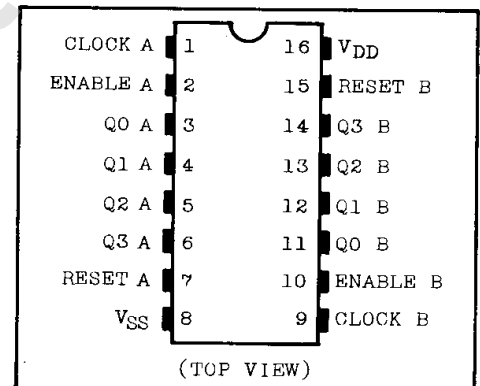 CLOCK A 1 16 VDD
ENABLE A 2 15 RESET B
Q0 A 3 14 Q3 B
Q1 A 4 13 Q2 B
Q2 A 5 12 Q1 B
Q3 A 6 11 Q0 B
RESET A 7 10 ENABLE B
VSS 8 9 CLOCK B
(TOP VIEW)